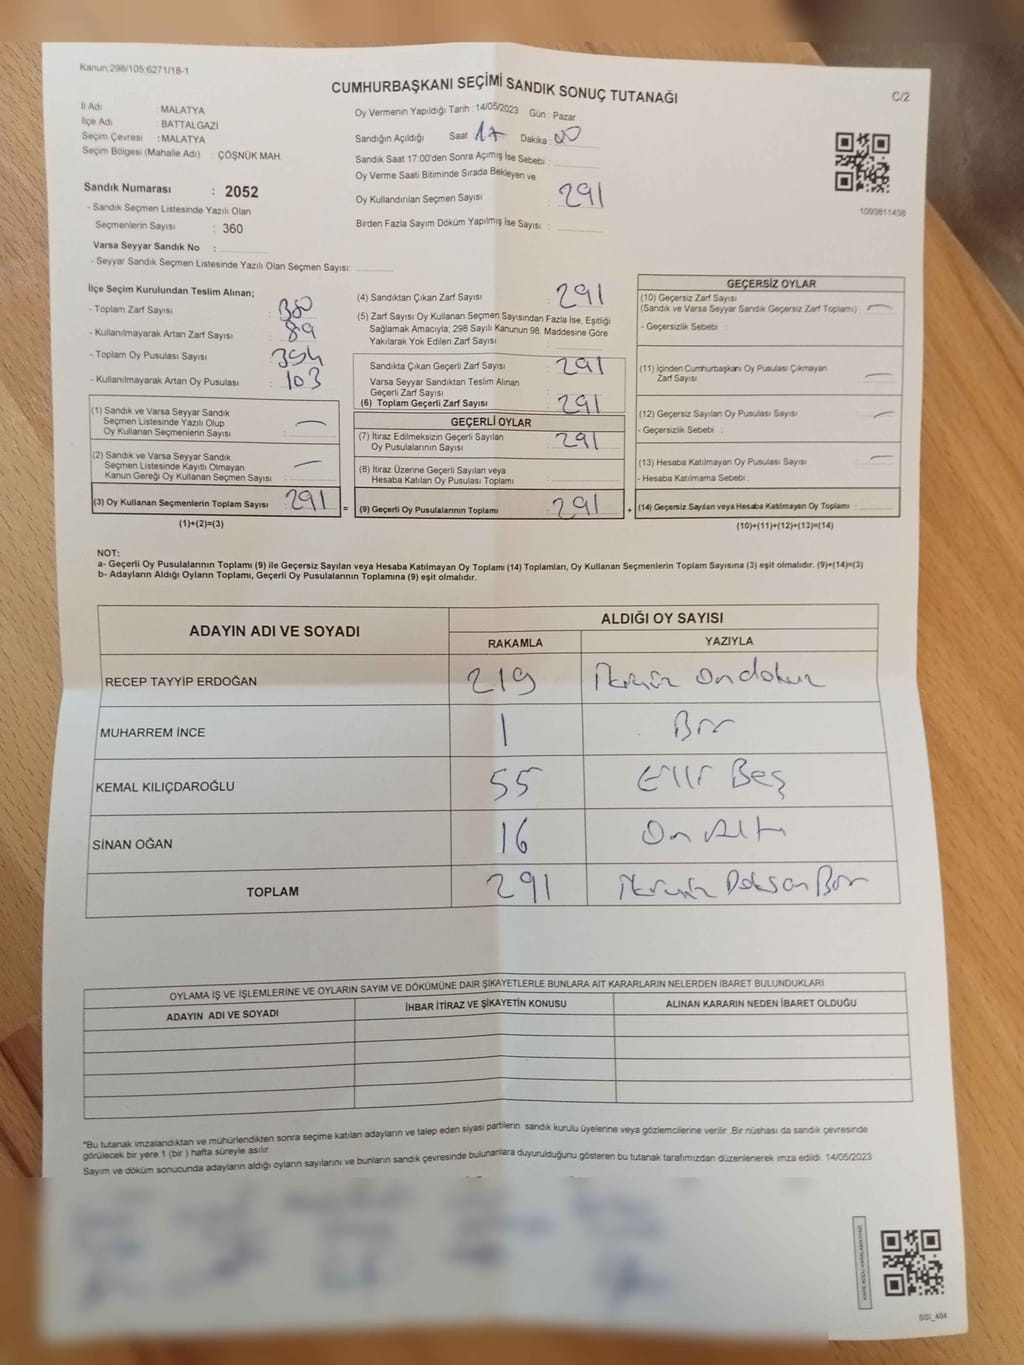 Kanun:298/105;6271/18-1
CUMHURBAŞKANI SEÇİMİ SANDIK SONUÇ TUTANAĞI
C/2
İl Adı : MALATYA
İlçe Adı : BATTALGAZİ
Seçim Çevresi : MALATYA
Seçim Bölgesi (Mahalle Adı) : ÇÖŞNÜK MAH.
Oy Vermenin Yapıldığı Tarih : 14/05/2023 Gün : Pazar
Sandığın Açıldığı Saat 17 Dakika 00
Sandık Saat 17:00'den Sonra Açımış İse Sebebi :
Oy Verme Saati Bitiminde Sırada Bekleyen ve
Oy Kullandırılan Seçmen Sayısı : 291
Birden Fazla Sayım Döküm Yapılmış İse Sayısı :
1093811436
Sandık Numarası : 2052
- Sandık Seçmen Listesinde Yazılı Olan
Seçmenlerin Sayısı : 360
Varsa Seyyar Sandık No :
- Seyyar Sandık Seçmen Listesinde Yazılı Olan Seçmen Sayısı:
İlçe Seçim Kurulundan Teslim Alınan;
- Toplam Zarf Sayısı : 380
- Kullanılmayarak Artan Zarf Sayısı : 89
- Toplam Oy Pusulası Sayısı : 394
- Kullanılmayarak Artan Oy Pusulası : 103
(1) Sandık ve Varsa Seyyar Sandık
Seçmen Listesinde Yazılı Olup
Oy Kullanan Seçmenlerin Sayısı :
(2) Sandık ve Varsa Seyyar Sandık
Seçmen Listesinde Kayıtlı Olmayan
Kanun Gereği Oy Kullanan Seçmen Sayısı :
(3) Oy Kullanan Seçmenlerin Toplam Sayısı : 291
(1)+(2)=(3)
(4) Sandıktan Çıkan Zarf Sayısı : 291
(5) Zarf Sayısı Oy Kullanan Seçmen Sayısından Fazla İse, Eşitliği
Sağlamak Amacıyla; 298 Sayılı Kanunun 98. Maddesine Göre
Yakılarak Yok Edilen Zarf Sayısı :
Sandıkta Çıkan Geçerli Zarf Sayısı : 291
Varsa Seyyar Sandıktan Teslim Alınan
Geçerli Zarf Sayısı :
(6) Toplam Geçerli Zarf Sayısı : 291
GEÇERLİ OYLAR
(7) İtiraz Edilmeksizin Geçerli Sayılan
Oy Pusulalarının Sayısı : 291
(8) İtiraz Üzerine Geçerli Sayılan veya
Hesaba Katılan Oy Pusulası Toplamı :
= (9) Geçerli Oy Pusulalarının Toplamı : 291 +
GEÇERSİZ OYLAR
(10) Geçersiz Zarf Sayısı
(Sandık ve Varsa Seyyar Sandık Geçersiz Zarf Toplamı) :
- Geçersizlik Sebebi :
(11) İçinden Cumhurbaşkanı Oy Pusulası Çıkmayan
Zarf Sayısı :
(12) Geçersiz Sayılan Oy Pusulası Sayısı :
- Geçersizlik Sebebi :
(13) Hesaba Katılmayan Oy Pusulası Sayısı :
- Hesaba Katılmama Sebebi :
(14) Geçersiz Sayılan veya Hesaba Katılmayan Oy Toplamı :
(10)+(11)+(12)+(13)=(14)
NOT:
a- Geçerli Oy Pusulalarının Toplamı (9) ile Geçersiz Sayılan veya Hesaba Katılmayan Oy Toplamı (14) Toplamları, Oy Kullanan Seçmenlerin Toplam Sayısına (3) eşit olmalıdır. (9)+(14)=(3)
b- Adayların Aldığı Oyların Toplamı, Geçerli Oy Pusulalarının Toplamına (9) eşit olmalıdır.
ADAYIN ADI VE SOYADI
ALDIĞI OY SAYISI
RAKAMLA YAZIYLA
RECEP TAYYİP ERDOĞAN 219 İkiyüz Ondokuz
MUHARREM İNCE 1 Bir
KEMAL KILIÇDAROĞLU 55 Elli Beş
SİNAN OĞAN 16 On Altı
TOPLAM 291 İkiyüz Doksan Bir
OYLAMA İŞ VE İŞLEMLERİNE VE OYLARIN SAYIM VE DÖKÜMÜNE DAİR ŞİKAYETLERLE BUNLARA AİT KARARLARIN NELERDEN İBARET BULUNDUKLARI
ADAYIN ADI VE SOYADI İHBAR İTİRAZ VE ŞİKAYETİN KONUSU ALINAN KARARIN NEDEN İBARET OLDUĞU
*Bu tutanak imzalandıktan ve mühürlendikten sonra seçime katılan adayların ve talep eden siyasi partilerin sandık kurulu üyelerine veya gözlemcilerine verilir .Bir nüshası da sandık çevresinde
görülecek bir yere 1 (bir ) hafta süreyle asılır.
Sayım ve döküm sonucunda adayların aldığı oyların sayılarını ve bunların sandık çevresinde bulunanlara duyurulduğunu gösteren bu tutanak tarafımızdan düzenlenerek imza edildi. 14/05/2023
SSI_404